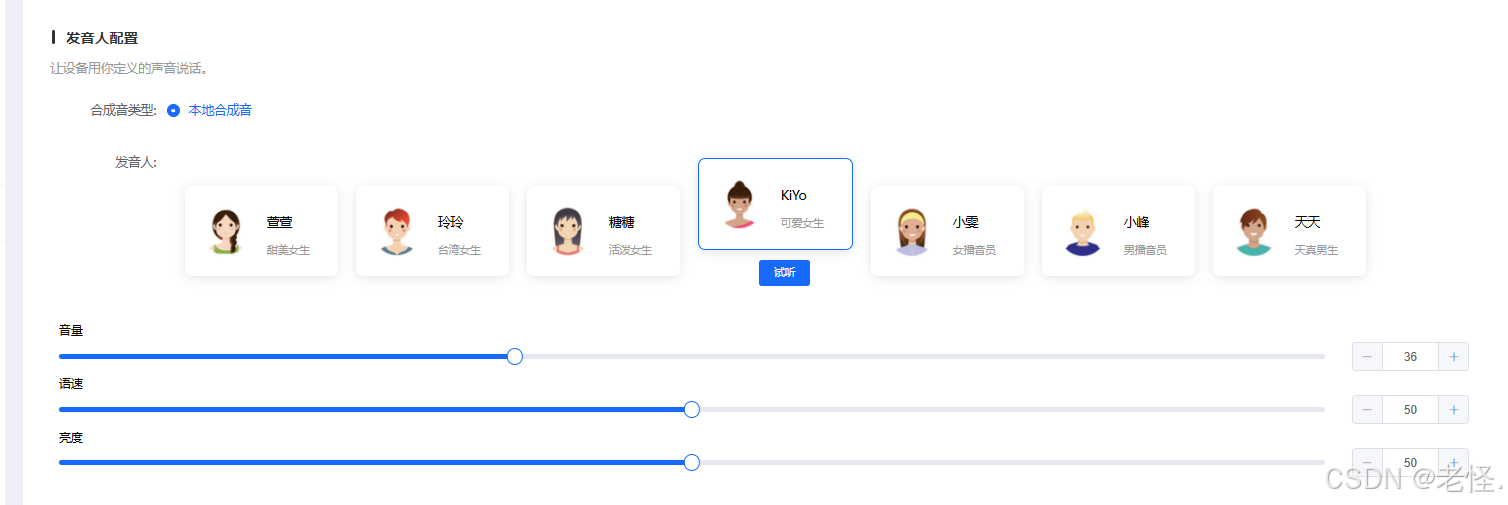 发音人配置
让设备用你定义的声音说话。
合成音类型: 本地合成音
发音人:
萱萱
甜美女生
玲玲
台湾女生
糖糖
活泼女生
KiYo
可爱女生
试听
小雯
女播音员
小峰
男播音员
天天
天真男生
音量
36
语速
50
亮度
50
CSDN @老怪.